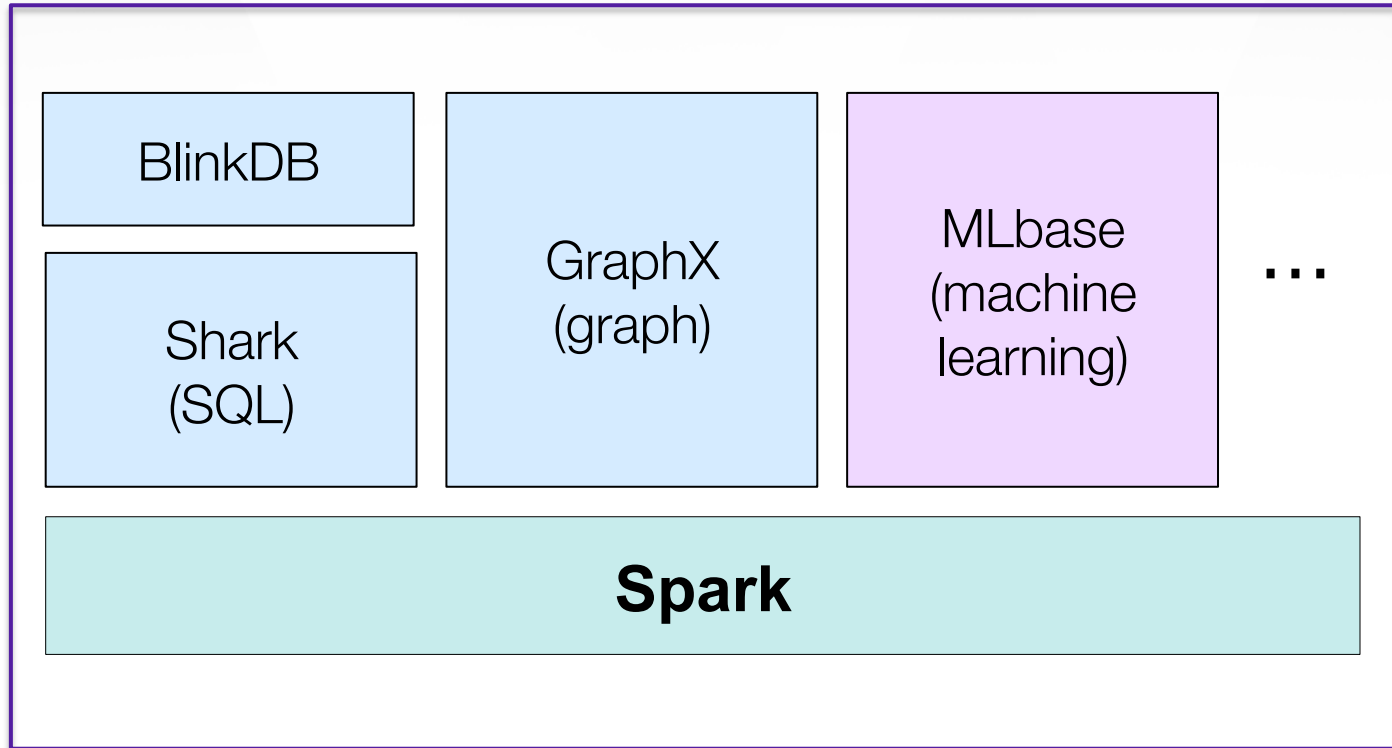 BlinkDB
Shark
(SQL)
GraphX
(graph)
MLbase
(machine
learning)
...
Spark